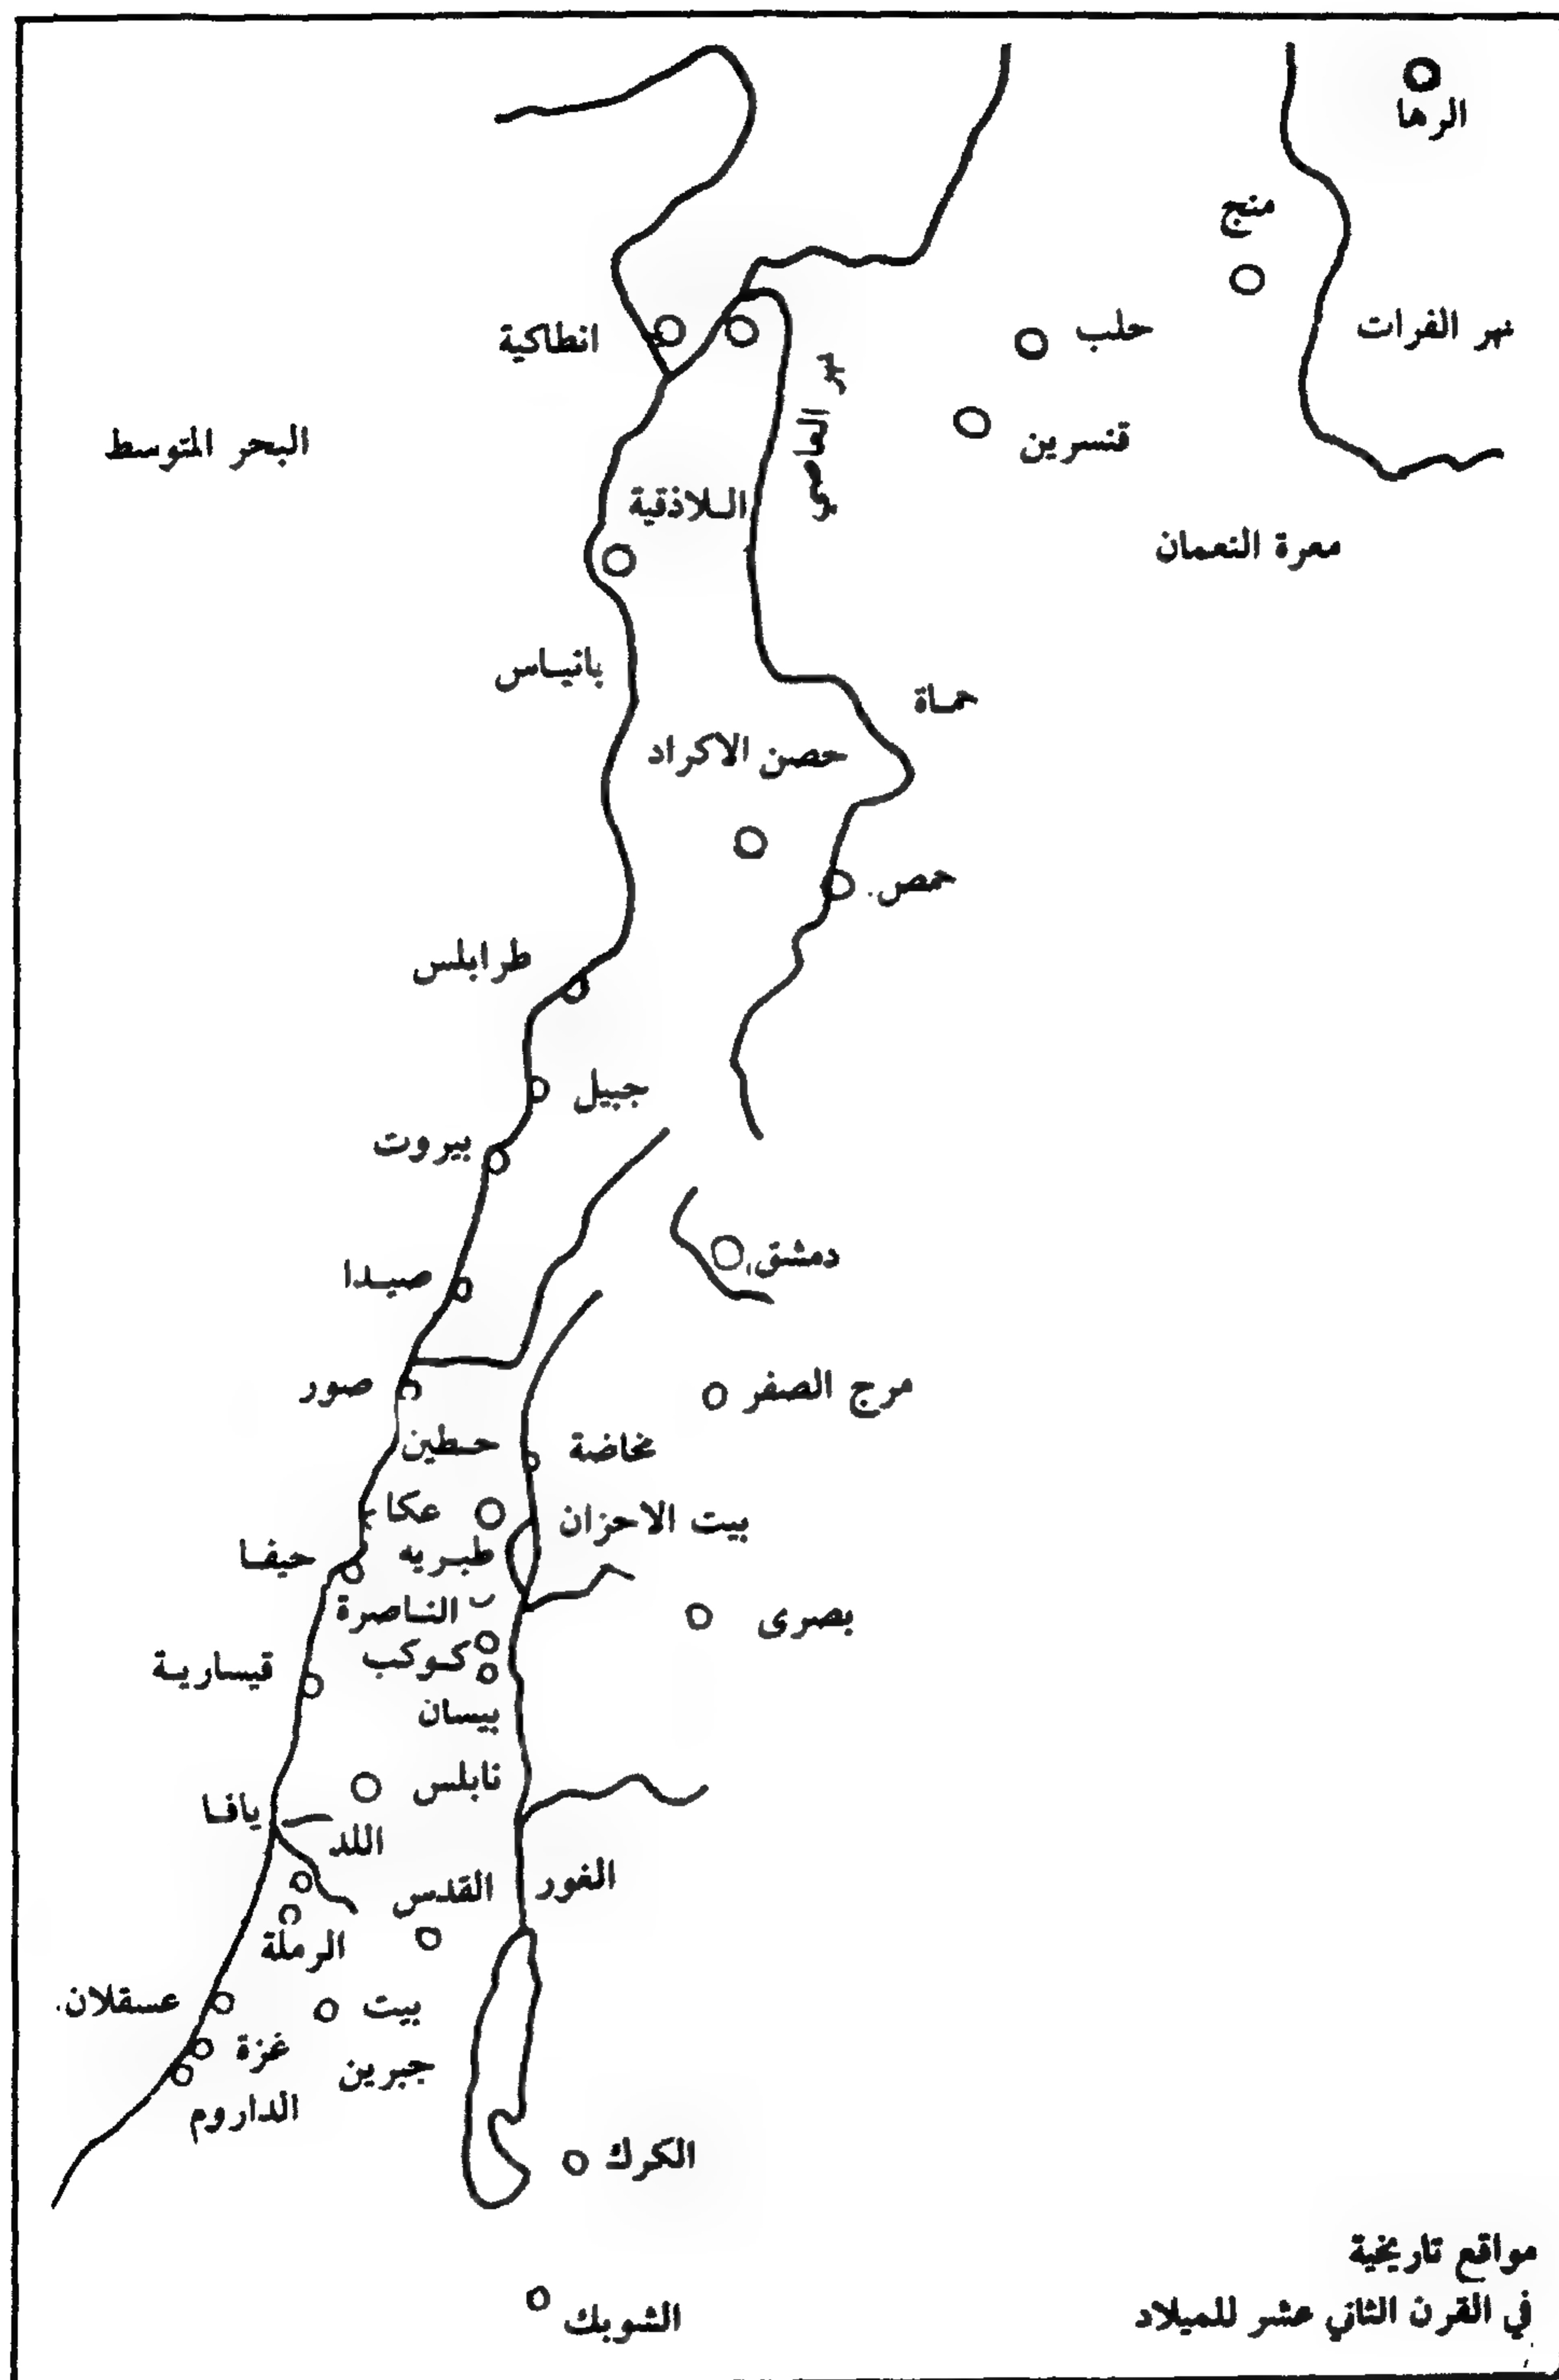 الرها
منبج
نهر الفرات
حلب
انطاكية
نهر العاصي
قنسرين
البحر المتوسط
اللاذقية
معرة النعمان
بانياس
حماة
حصن الاكراد
حمص
طرابلس
جبيل
بيروت
دمشق
صيدا
مرج الصفر
صور
مخاضة
حطين
بيت الاحزان
عكا
طبريه
حيفا
الناصرة
بصرى
كوكب
قيسارية
بيسان
نابلس
يافا
اللد
الغور
القدس
الرملة
عسقلان
بيت
جبرين
غزة
الداروم
الكرك
الشوبك
مواقع تاريخية
في القرن الثاني عشر للميلاد